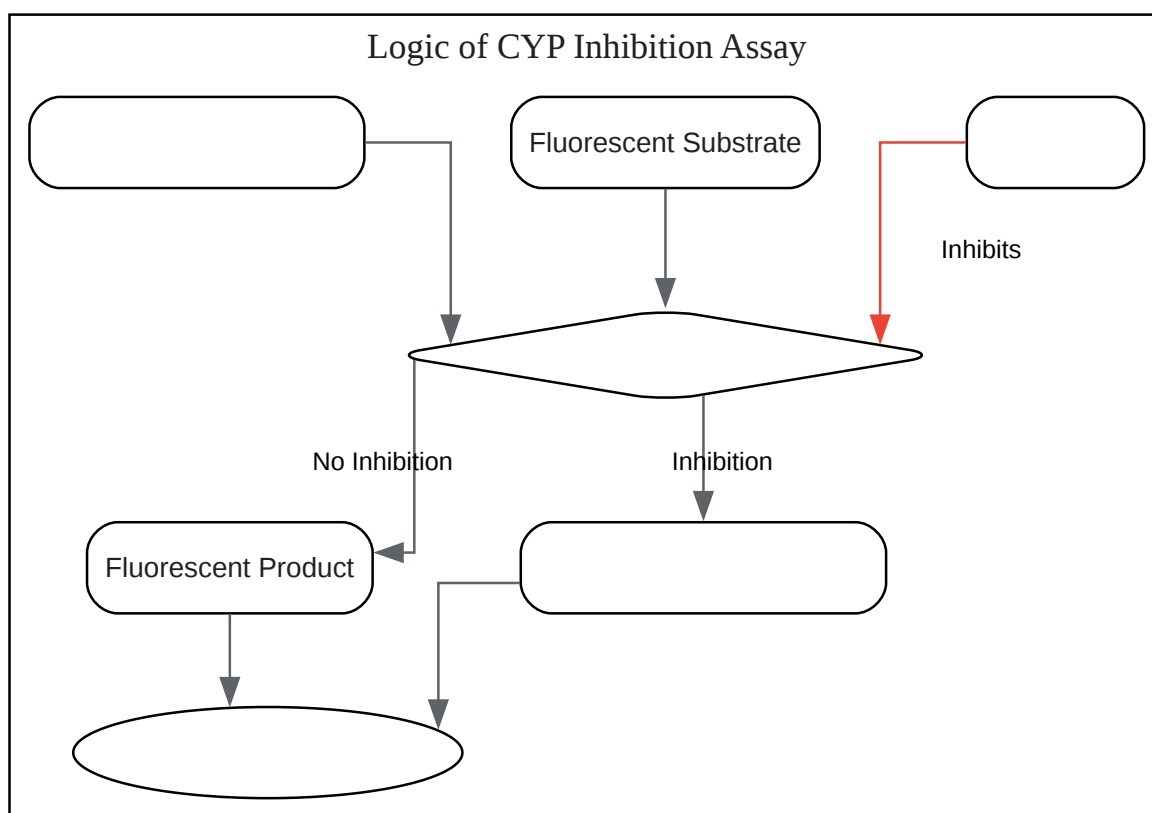 Logic of CYP Inhibition Assay
Fluorescent Substrate
Inhibits
No Inhibition
Inhibition
Fluorescent Product